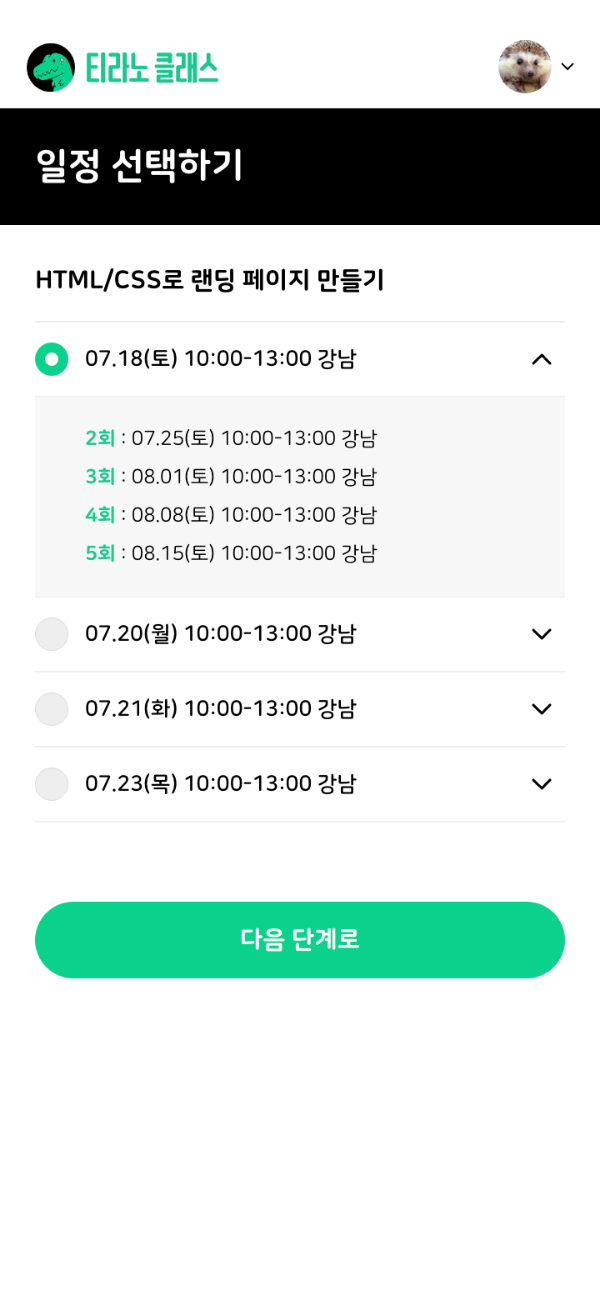 티라노 클래스
일정 선택하기
HTML/CSS로 랜딩 페이지 만들기
07.18(토) 10:00-13:00 강남
2회 : 07.25(토) 10:00-13:00 강남
3회 : 08.01(토) 10:00-13:00 강남
4회 : 08.08(토) 10:00-13:00 강남
5회 : 08.15(토) 10:00-13:00 강남
07.20(월) 10:00-13:00 강남
07.21(화) 10:00-13:00 강남
07.23(목) 10:00-13:00 강남
다음 단계로